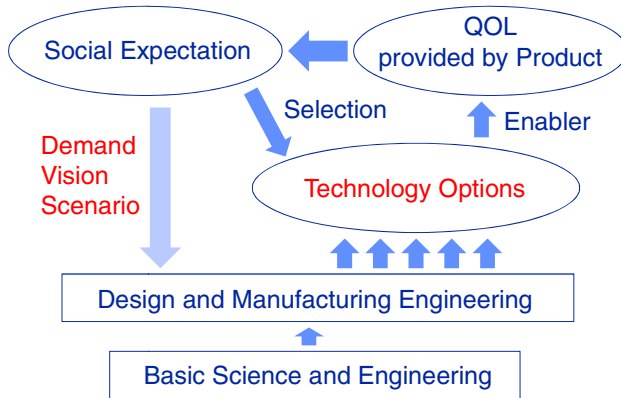 Social Expectation
QOL
provided by Product
Selection
Enabler
Demand
Vision
Scenario
Technology Options
Design and Manufacturing Engineering
Basic Science and Engineering